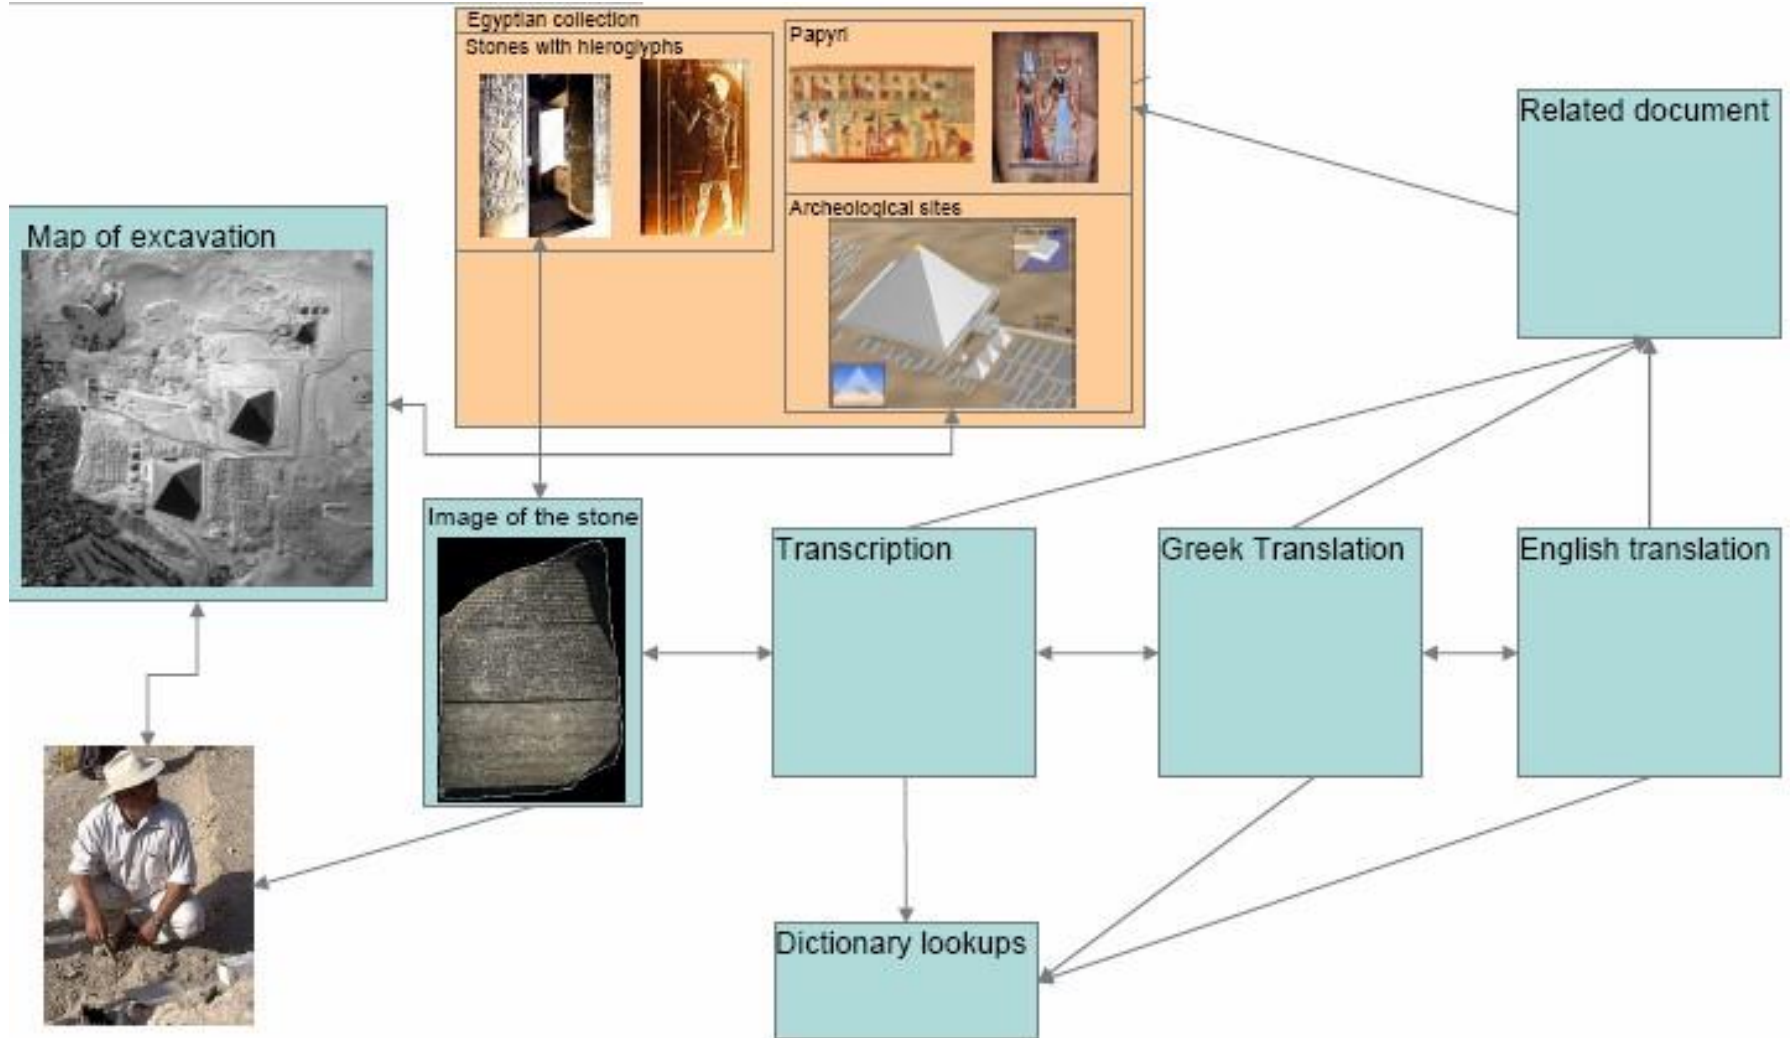 Egyptian collection
Stones with hieroglyphs
Papyri
Archeological sites
Related document
Map of excavation
Image of the stone
Transcription
Greek Translation
English translation
Dictionary lookups